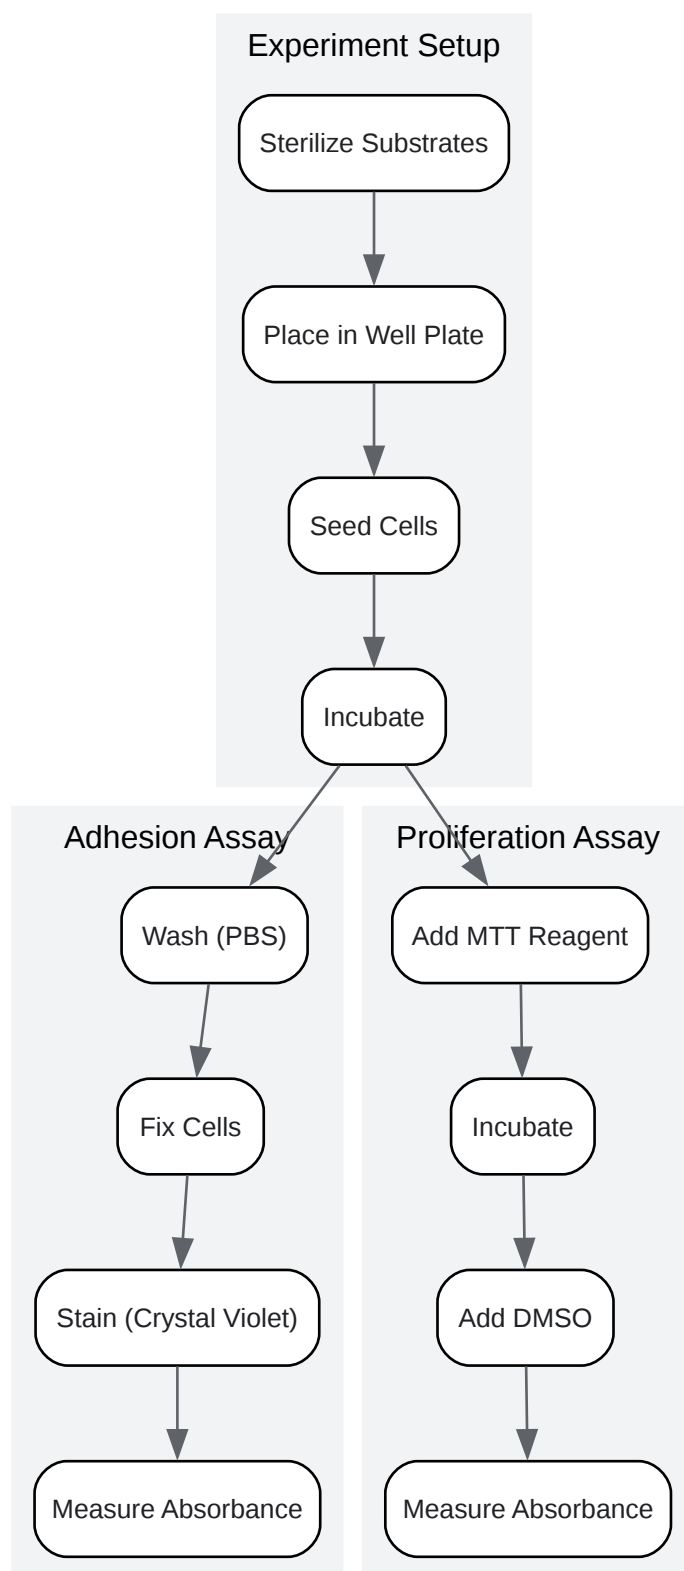 Experiment Setup
Sterilize Substrates
Place in Well Plate
Seed Cells
Incubate
Adhesion Assay
Wash (PBS)
Fix Cells
Stain (Crystal Violet)
Measure Absorbance
Proliferation Assay
Add MTT Reagent
Incubate
Add DMSO
Measure Absorbance